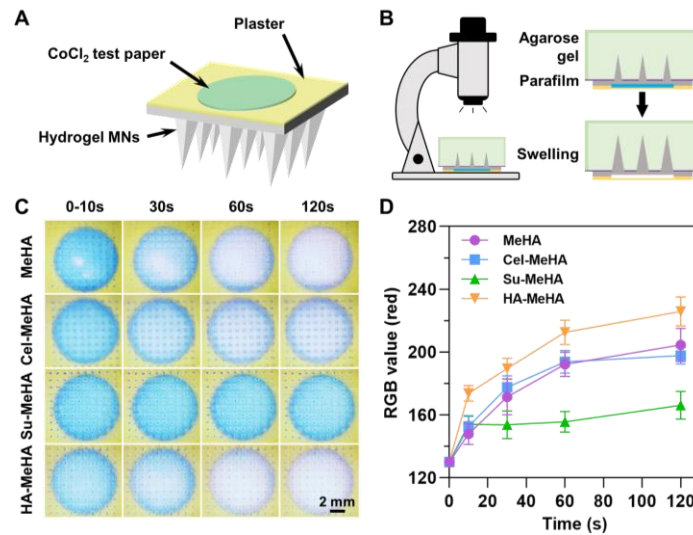 A
Plaster
CoCl₂ test paper
Hydrogel MNs
B
Agarose
gel
Parafilm
Swelling
C
0-10s 30s 60s 120s
MeHA
Cel-MeHA
Su-MeHA
HA-MeHA
2 mm
D
280
240
200
160
120
RGB value (red)
MeHA
Cel-MeHA
Su-MeHA
HA-MeHA
0 20 40 60 80 100 120
Time (s)